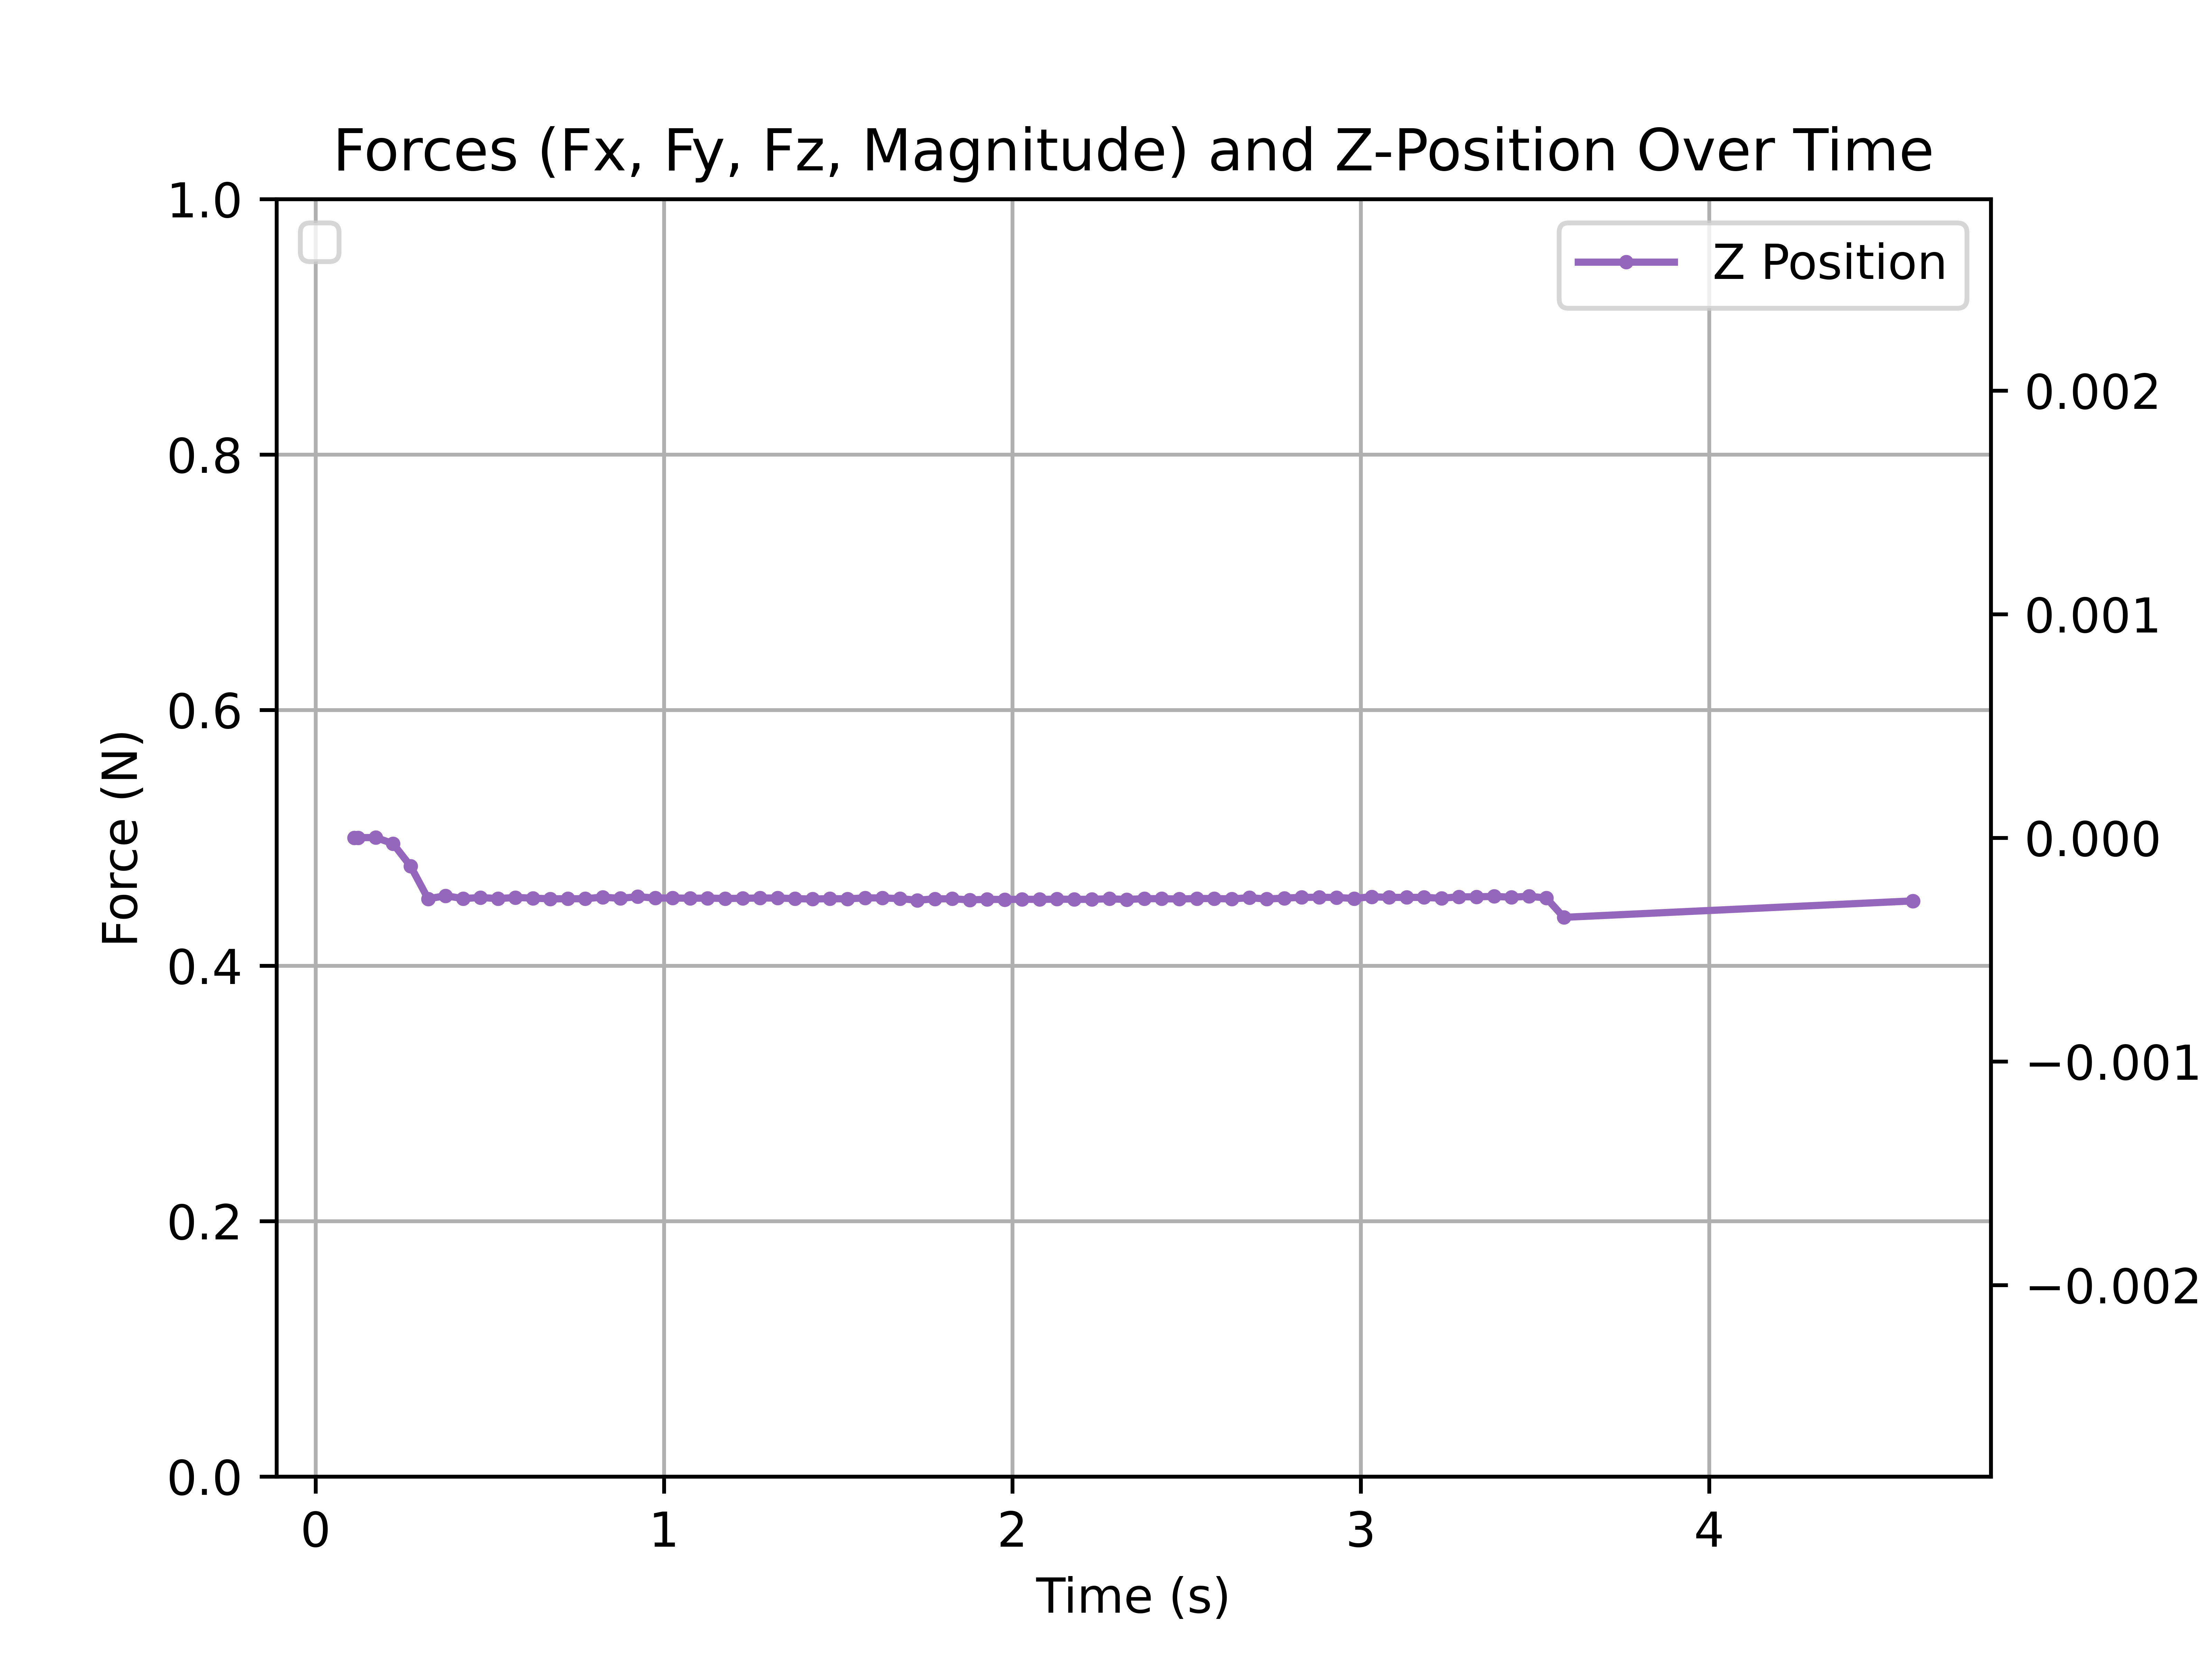 Forces (Fx, Fy, Fz, Magnitude) and Z-Position Over Time
1.0
0.8
0.6
0.4
0.2
0.0
Force (N)
Z Position
0.002
0.001
0.000
−0.001
−0.002
0 1 2 3 4
Time (s)